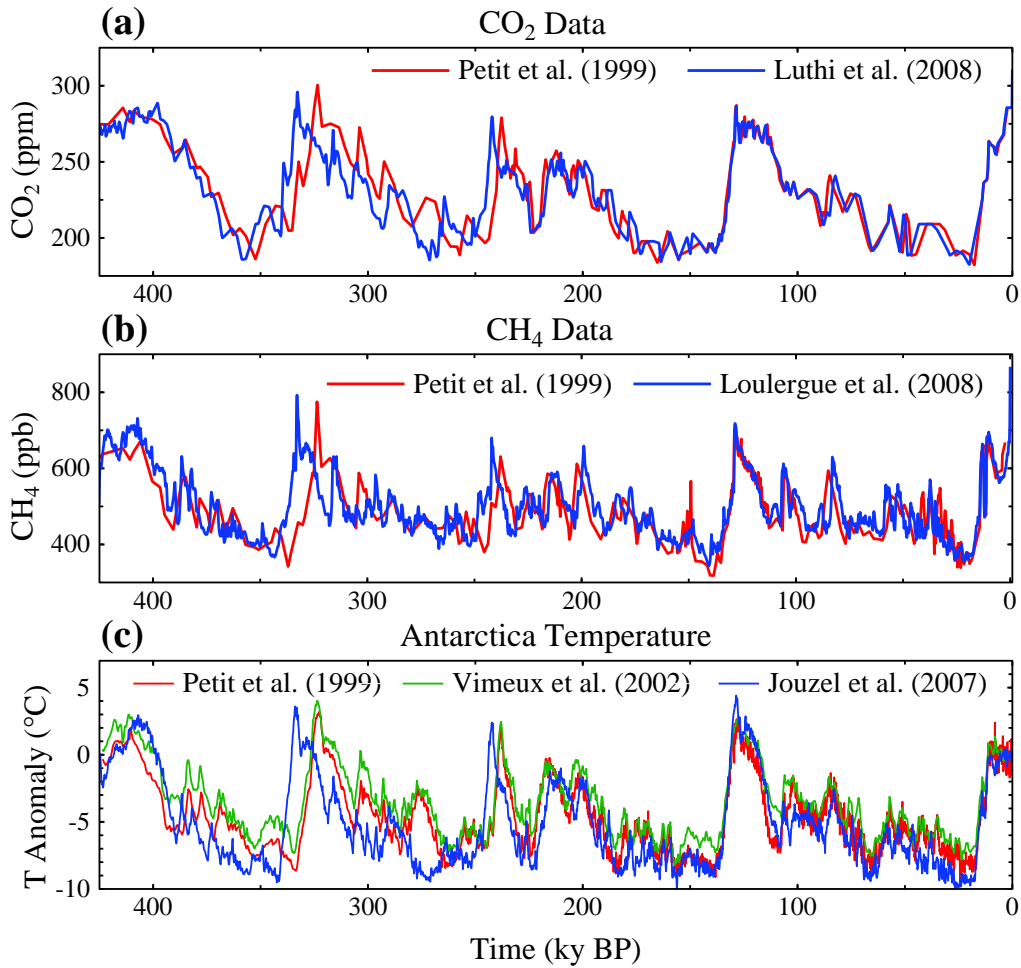 (a) CO₂ Data
Petit et al. (1999) Luthi et al. (2008)
CO₂ (ppm)
300
250
200
400 300 200 100 0
(b) CH₄ Data
Petit et al. (1999) Loulergue et al. (2008)
CH₄ (ppb)
800
600
400
400 300 200 100 0
(c) Antarctica Temperature
Petit et al. (1999) Vimeux et al. (2002) Jouzel et al. (2007)
T Anomaly (°C)
5
0
-5
-10
400 300 200 100 0
Time (ky BP)